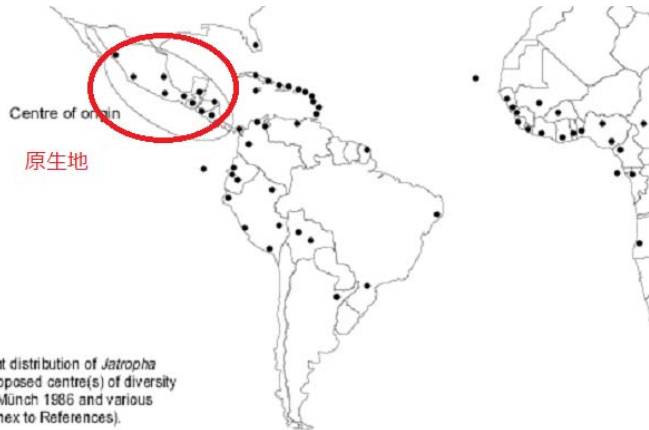 Centre of origin
原生地
t distribution of Jatropha
posed centre(s) of diversity
Münch 1986 and various
nex to References).